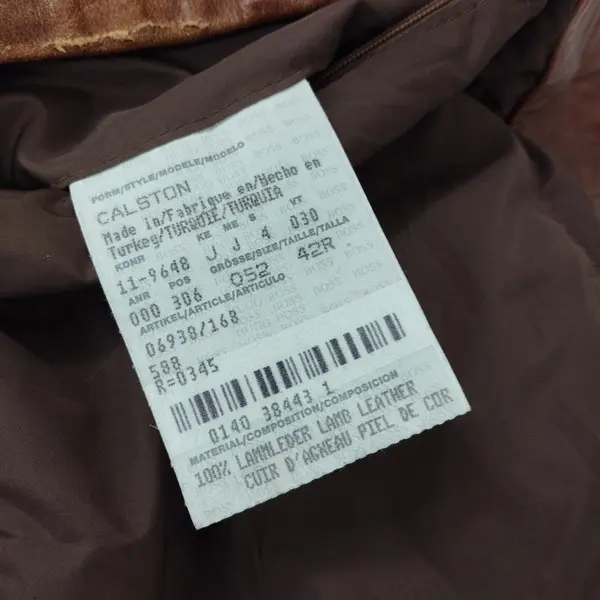 FORM/STYLE/MODELE/MODELO
CALSTON
Made in/Fabrique en/Hecho en
Turkey/TURQUIE/TURQUIA
KONR KE ME S VT
11-9648 J J 4 030
ANR POS GRÖSSE/SIZE/TAILLE/TALLA
000 306 052 42R
ARTIKEL/ARTICLE/ARTICULO
06938/168
588
R=0345
0140 38443 1
MATERIAL/COMPOSITION/COMPOSICION
100% LAMMLEDER LAMB LEATHER
CUIR D'AGNEAU PIEL DE COR